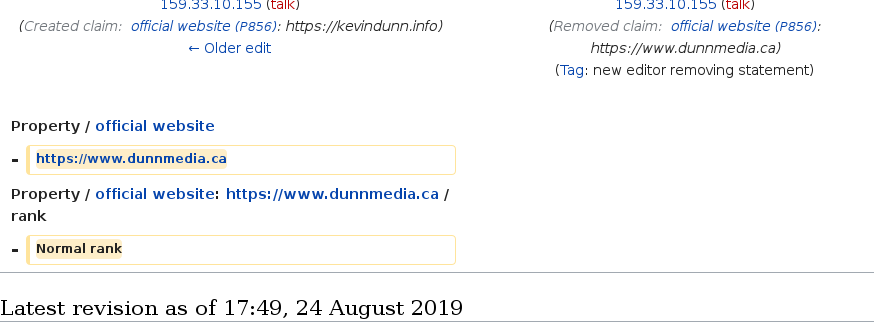 159.33.10.155 (talk)
(Created claim: official website (P856): https://kevindunn.info)
← Older edit
159.33.10.155 (talk)
(Removed claim: official website (P856):
https://www.dunnmedia.ca)
(Tag: new editor removing statement)
Property / official website
- https://www.dunnmedia.ca
Property / official website: https://www.dunnmedia.ca /
rank
- Normal rank
Latest revision as of 17:49, 24 August 2019